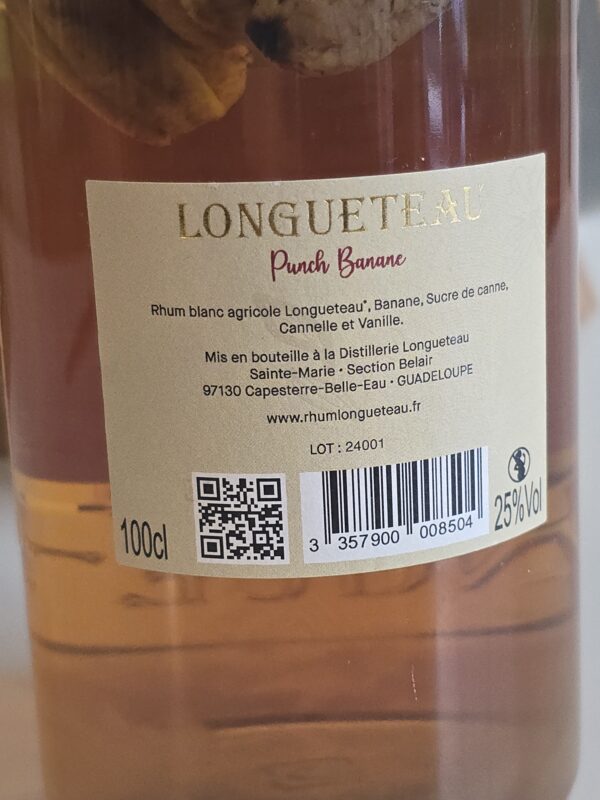 LONGUETEAU
Punch Banane
Rhum blanc agricole Longueteau*, Banane, Sucre de canne,
Cannelle et Vanille.
Mis en bouteille à la Distillerie Longueteau
Sainte-Marie • Section Belair
97130 Capesterre-Belle-Eau • GUADELOUPE
www.rhumlongueteau.fr
LOT : 24001
100cl
3 357900 008504
25%Vol